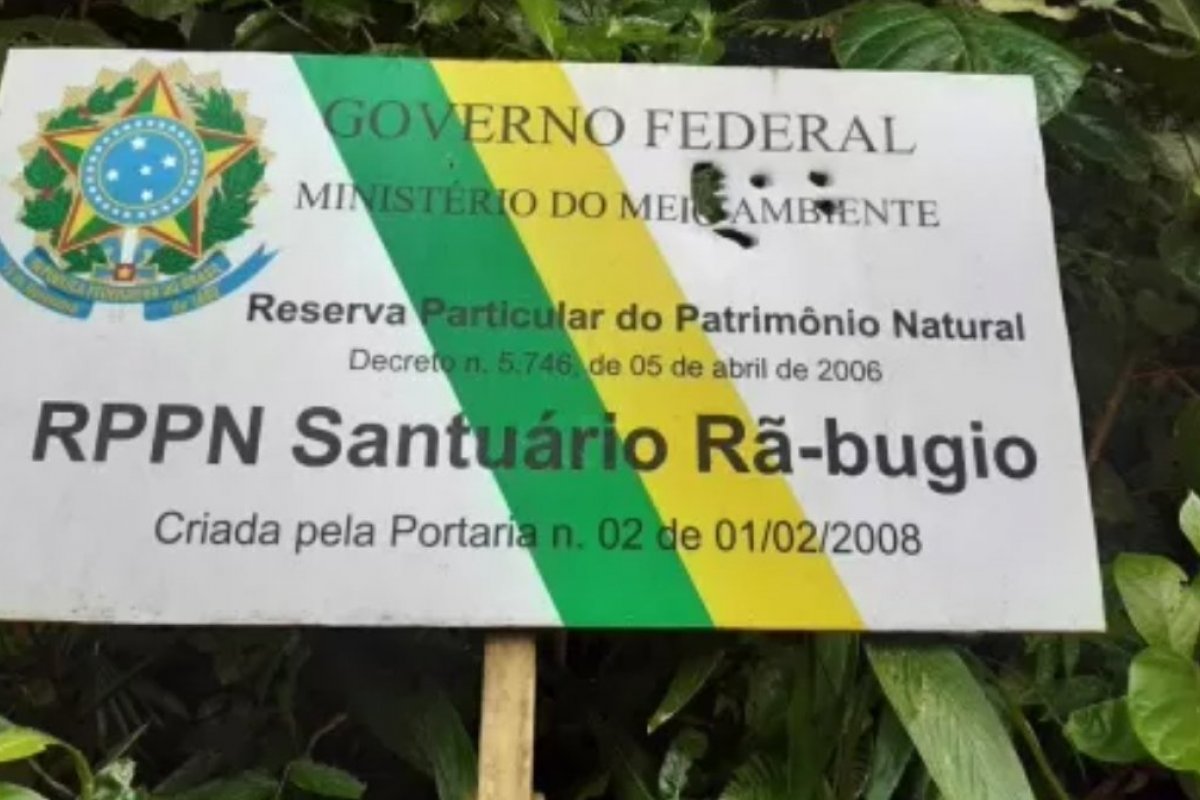 GOVERNO FEDERAL
MINISTÉRIO DO MEIO AMBIENTE
Reserva Particular do Patrimônio Natural
Decreto n. 5.746, de 05 de abril de 2006
RPPN Santuário Rã-bugio
Criada pela Portaria n. 02 de 01/02/2008